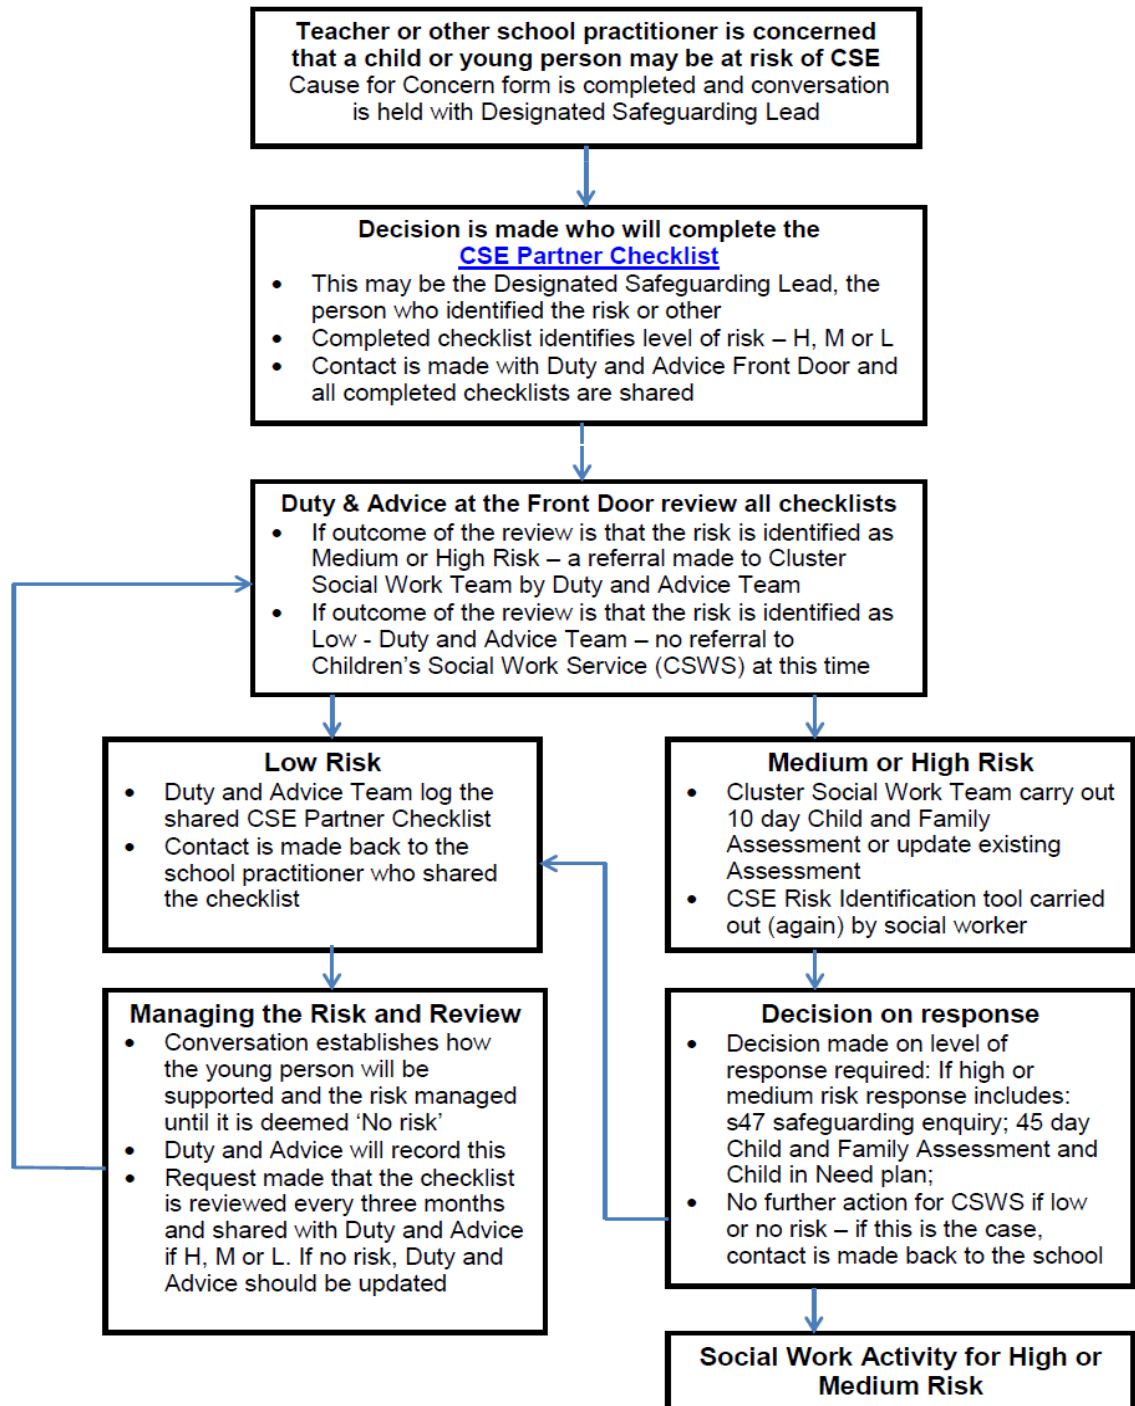 Teacher or other school practitioner is concerned
that a child or young person may be at risk of CSE
Cause for Concern form is completed and conversation
is held with Designated Safeguarding Lead
Decision is made who will complete the
CSE Partner Checklist
• This may be the Designated Safeguarding Lead, the
person who identified the risk or other
• Completed checklist identifies level of risk – H, M or L
• Contact is made with Duty and Advice Front Door and
all completed checklists are shared
Duty & Advice at the Front Door review all checklists
• If outcome of the review is that the risk is identified as
Medium or High Risk – a referral made to Cluster
Social Work Team by Duty and Advice Team
• If outcome of the review is that the risk is identified as
Low - Duty and Advice Team – no referral to
Children's Social Work Service (CSWS) at this time
Low Risk
• Duty and Advice Team log the
shared CSE Partner Checklist
• Contact is made back to the
school practitioner who shared
the checklist
Medium or High Risk
• Cluster Social Work Team carry out
10 day Child and Family
Assessment or update existing
Assessment
• CSE Risk Identification tool carried
out (again) by social worker
Managing the Risk and Review
• Conversation establishes how
the young person will be
supported and the risk managed
until it is deemed 'No risk'
• Duty and Advice will record this
• Request made that the checklist
is reviewed every three months
and shared with Duty and Advice
if H, M or L. If no risk, Duty and
Advice should be updated
Decision on response
• Decision made on level of
response required: If high or
medium risk response includes:
s47 safeguarding enquiry; 45 day
Child and Family Assessment and
Child in Need plan;
• No further action for CSWS if low
or no risk – if this is the case,
contact is made back to the school
Social Work Activity for High or
Medium Risk